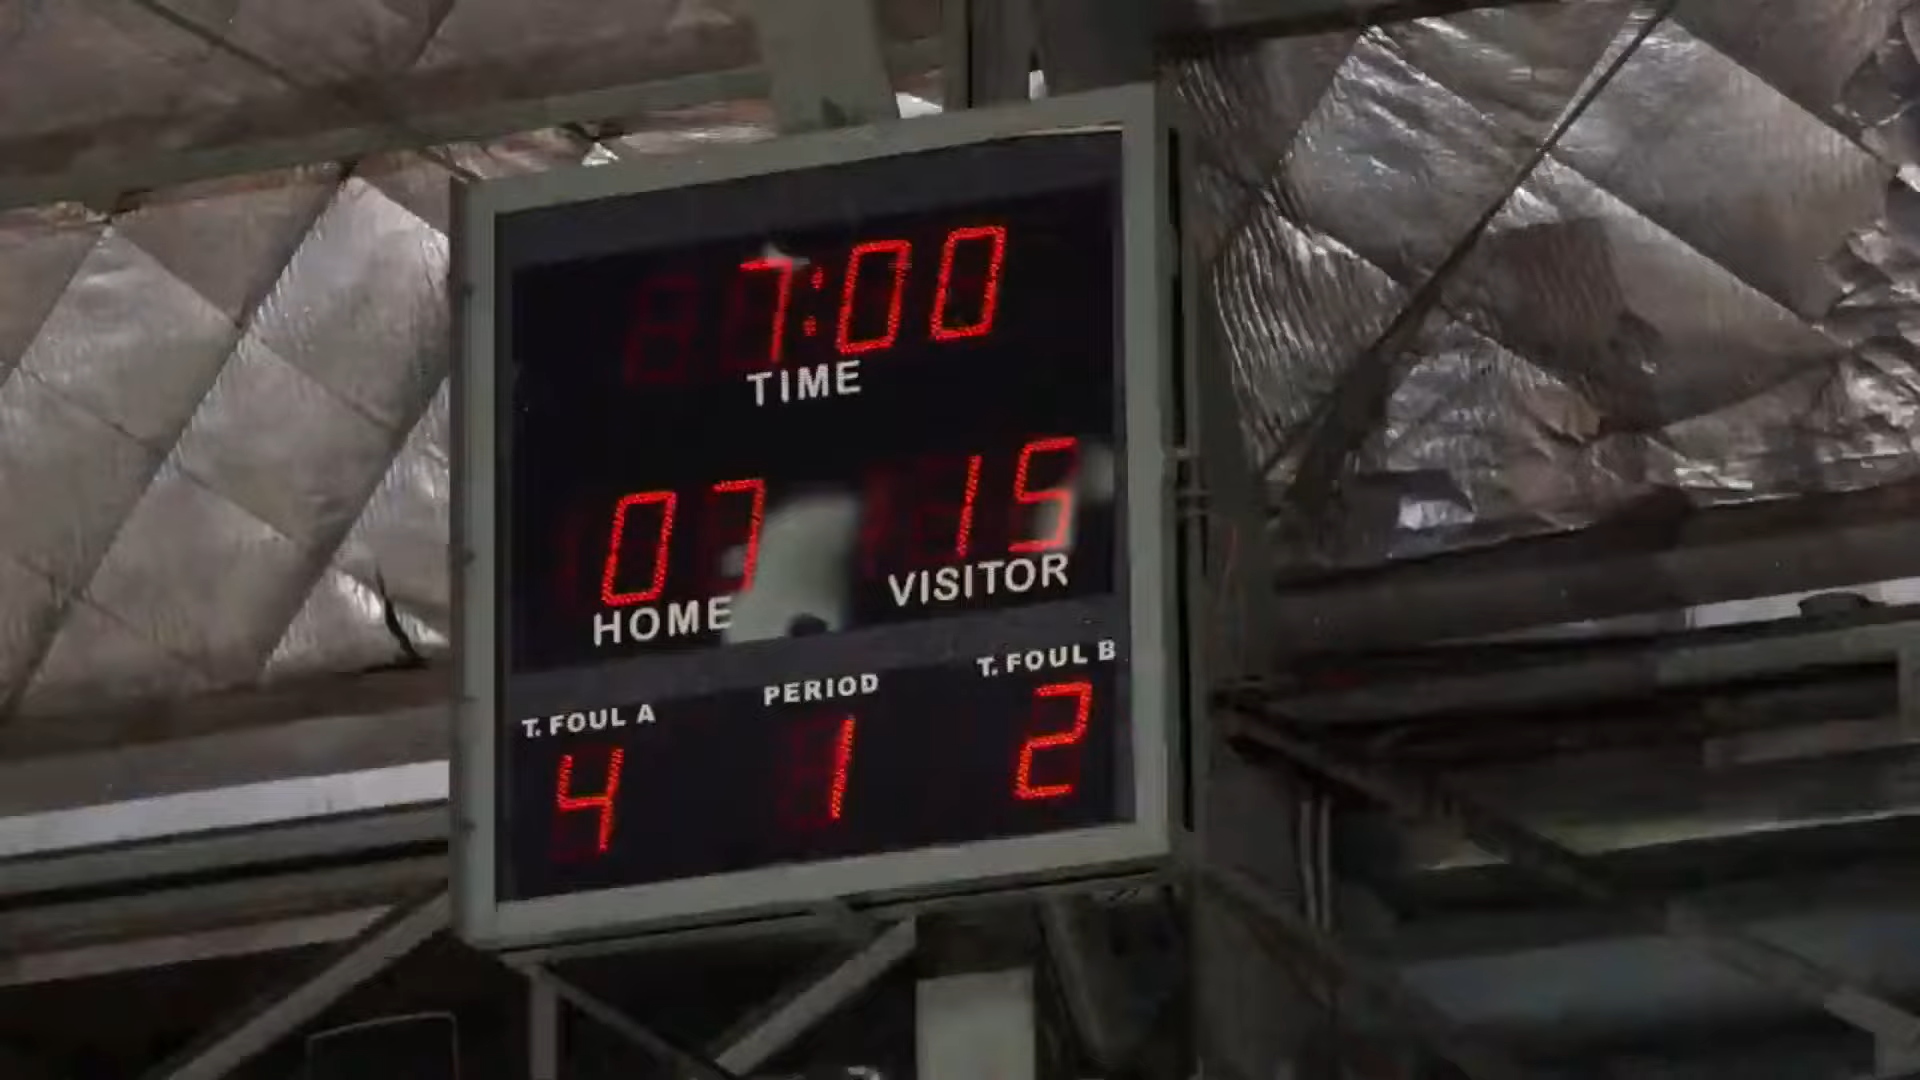 7:00
TIME
07 15
HOME VISITOR
T. FOUL A PERIOD T. FOUL B
4 1 2